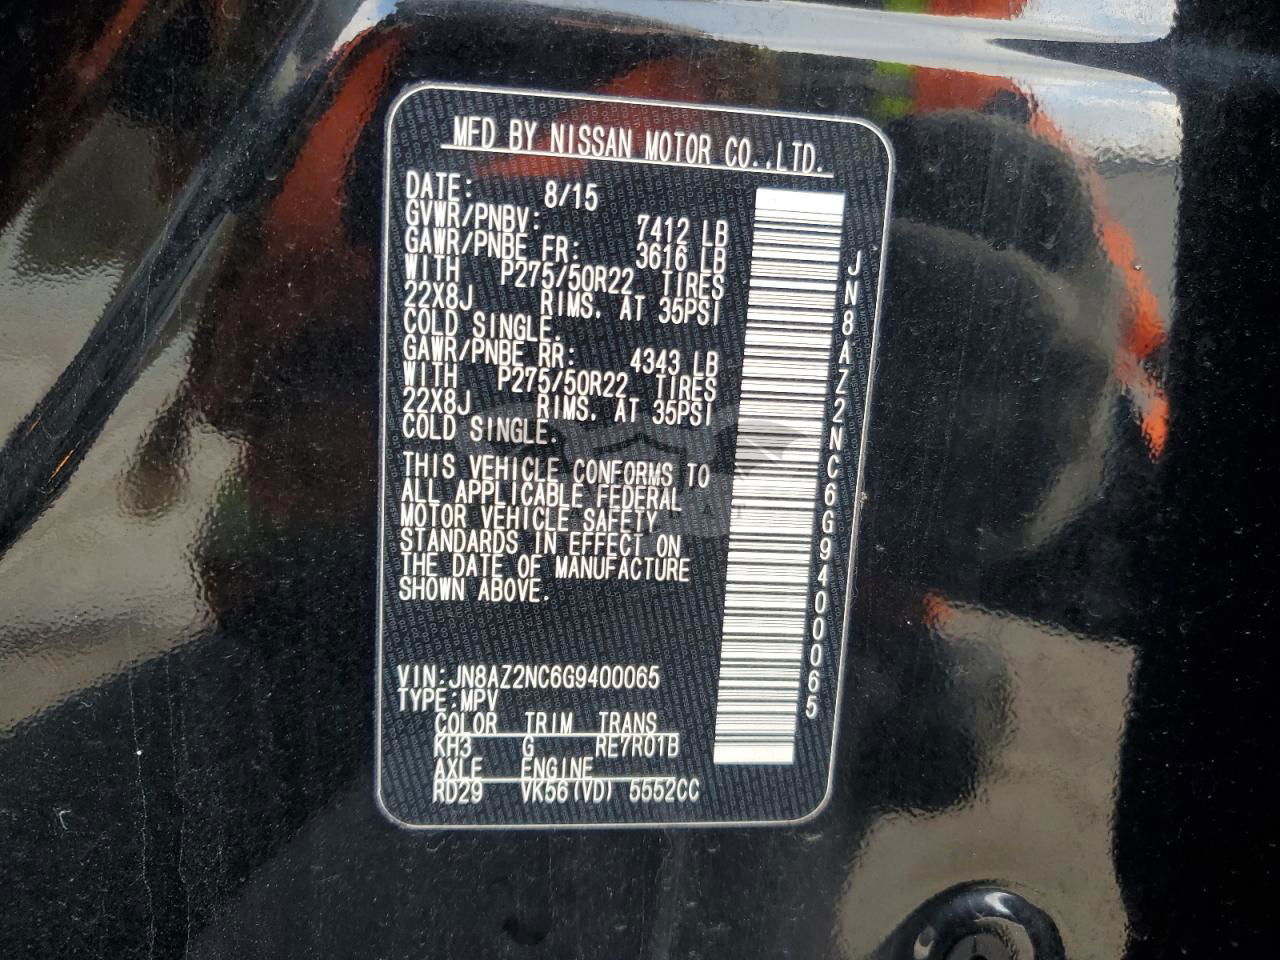 MFD BY NISSAN MOTOR CO.,LTD.
DATE: 8/15
GVWR/PNBV: 7412 LB
GAWR/PNBE FR: 3616 LB
WITH P275/50R22 TIRES
22X8J RIMS. AT 35PSI
COLD SINGLE.
GAWR/PNBE RR: 4343 LB
WITH P275/50R22 TIRES
22X8J RIMS. AT 35PSI
COLD SINGLE.
THIS VEHICLE CONFORMS TO
ALL APPLICABLE FEDERAL
MOTOR VEHICLE SAFETY
STANDARDS IN EFFECT ON
THE DATE OF MANUFACTURE
SHOWN ABOVE.
VIN:JN8AZ2NC6G9400065
TYPE:MPV
COLOR TRIM TRANS
KH3 G RE7R01B
AXLE ENGINE
RD29 VK56(VD) 5552CC
JN8AZ2NC6G9400065